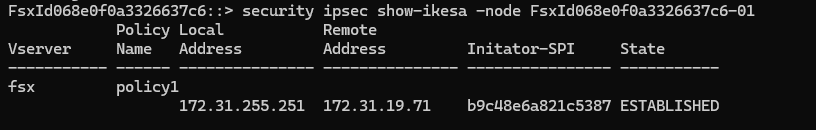 FsxId068e0f0a3326637c6::> security ipsec show-ikesa -node FsxId068e0f0a3326637c6-01
            Policy Local           Remote
Vserver     Name   Address         Address         Initator-SPI    State
----------- ------ --------------- --------------- --------------- -----------
fsx         policy1
                   172.31.255.251  172.31.19.71    b9c48e6a821c5387 ESTABLISHED